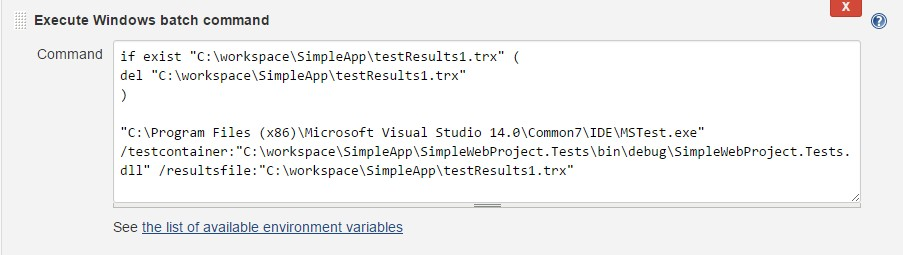 X
Execute Windows batch command
?
Command
if exist "C:\workspace\SimpleApp\testResults1.trx" (
del "C:\workspace\SimpleApp\testResults1.trx"
)
"C:\Program Files (x86)\Microsoft Visual Studio 14.0\Common7\IDE\MSTest.exe"
/testcontainer:"C:\workspace\SimpleApp\SimpleWebProject.Tests\bin\debug\SimpleWebProject.Tests.
dll" /resultsfile:"C:\workspace\SimpleApp\testResults1.trx"
See the list of available environment variables